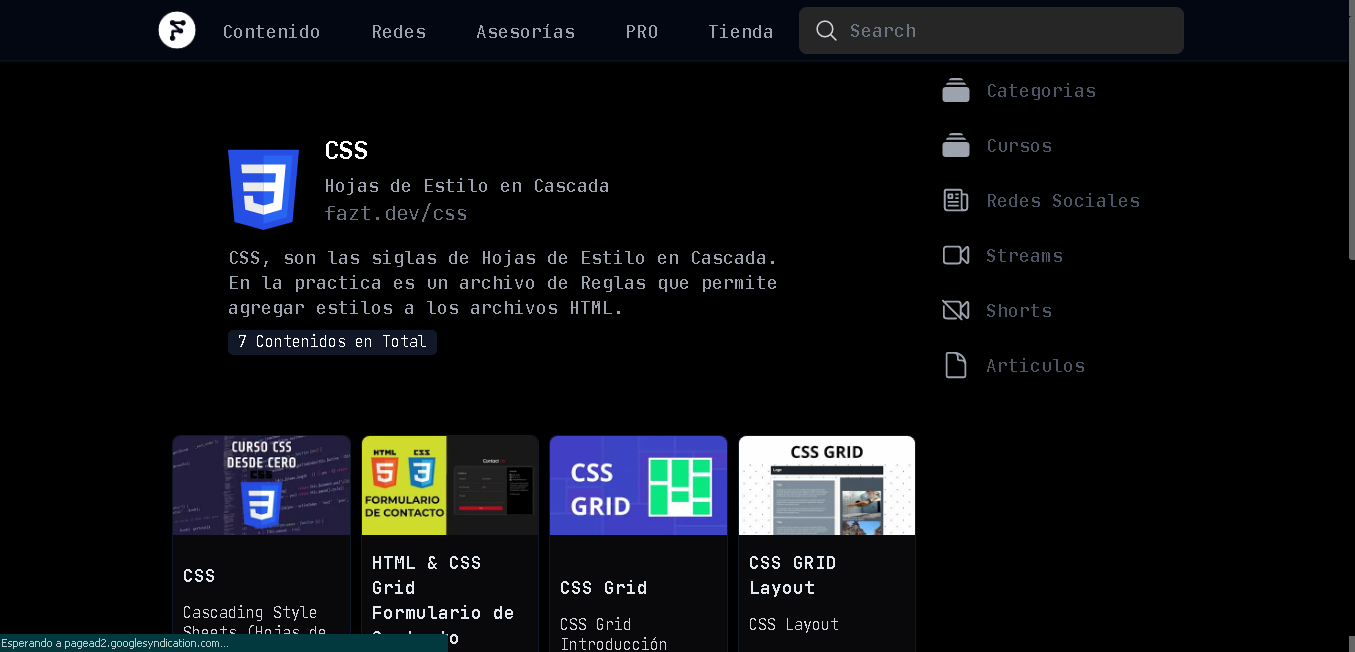 Contenido Redes Asesorías PRO Tienda Search
Categorias
Cursos
Redes Sociales
Streams
Shorts
Articulos
CSS
Hojas de Estilo en Cascada
fazt.dev/css
CSS, son las siglas de Hojas de Estilo en Cascada.
En la practica es un archivo de Reglas que permite
agregar estilos a los archivos HTML.
7 Contenidos en Total
CURSO CSS
DESDE CERO
CSS
CSS
Cascading Style
Sheets (Hojas de
HTML CSS
5 3
FORMULARIO
DE CONTACTO
HTML & CSS
Grid
Formulario de
CSS
GRID
CSS Grid
CSS Grid
Introducción
CSS GRID
CSS GRID
Layout
CSS Layout
Esperando a pagead2.googlesyndication.com...